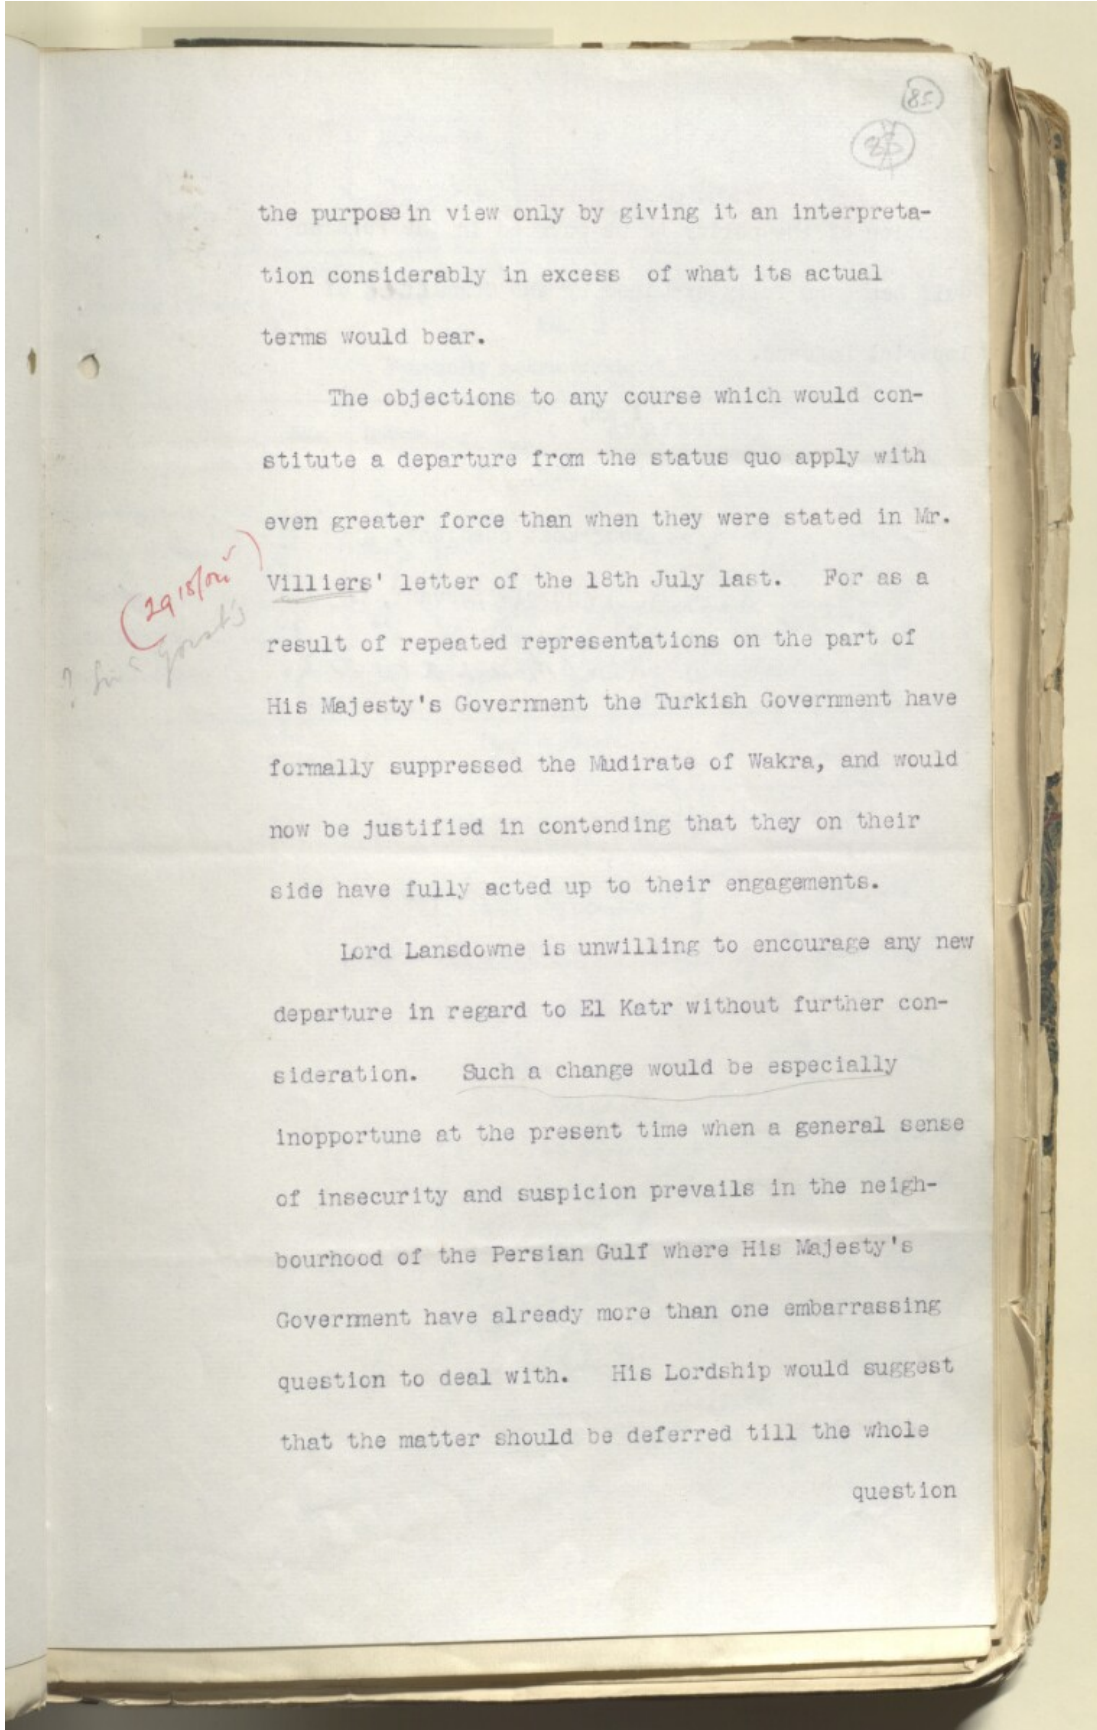 85
the purpose in view only by giving it an interpreta-
tion considerably in excess of what its actual
terms would bear.
The objections to any course which would con-
stitute a departure from the status quo apply with
even greater force than when they were stated in Mr.
Villiers' letter of the 18th July last. For as a
result of repeated representations on the part of
His Majesty's Government the Turkish Government have
formally suppressed the Mudirate of Wakra, and would
now be justified in contending that they on their
side have fully acted up to their engagements.
Lord Lansdowne is unwilling to encourage any new
departure in regard to El Katr without further con-
sideration. Such a change would be especially
inopportune at the present time when a general sense
of insecurity and suspicion prevails in the neigh-
bourhood of the Persian Gulf where His Majesty's
Government have already more than one embarrassing
question to deal with. His Lordship would suggest
that the matter should be deferred till the whole
question